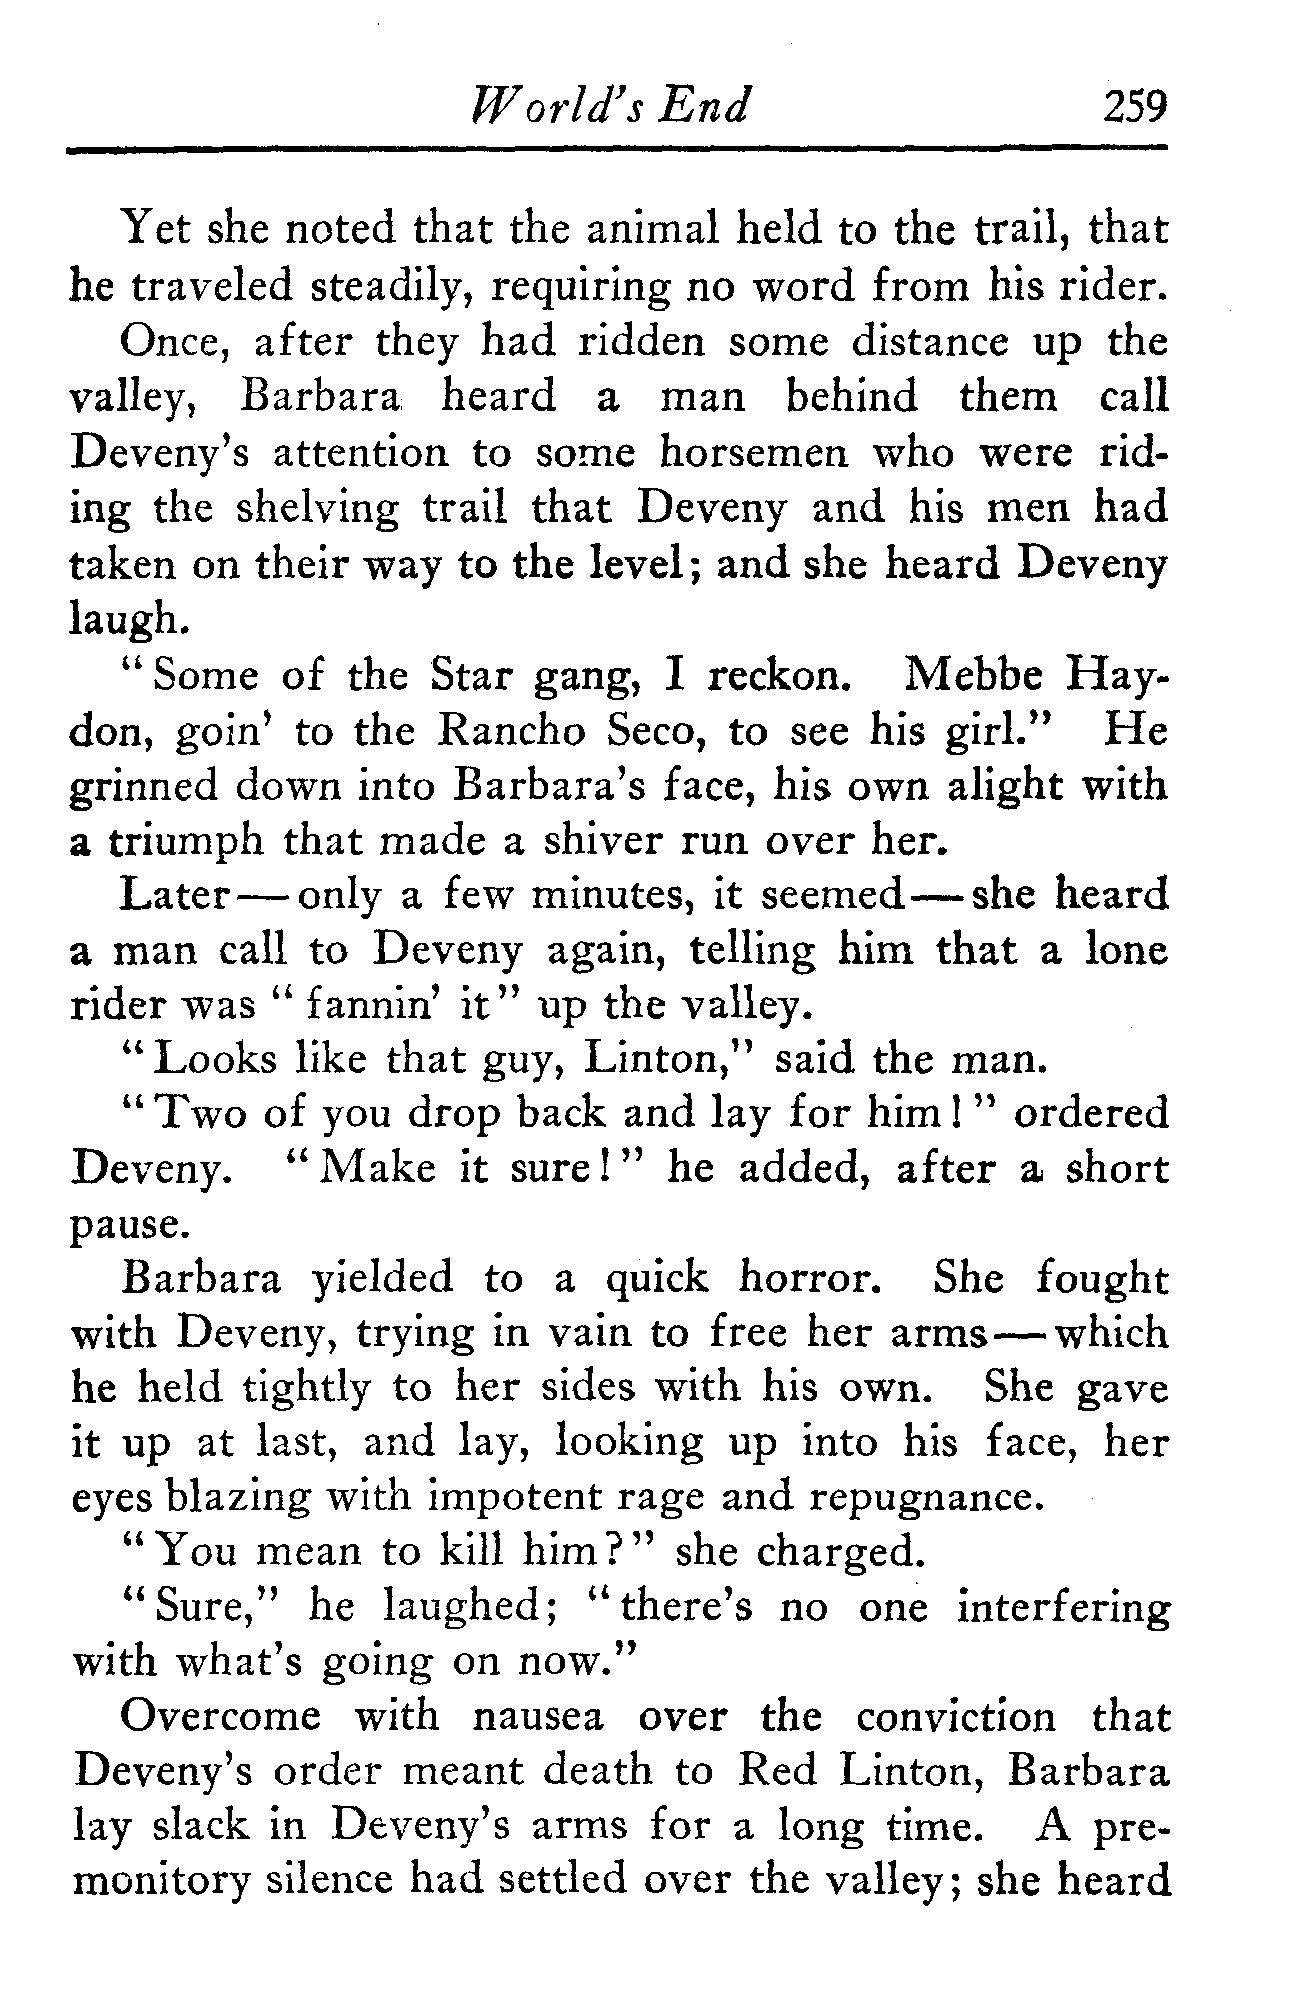 World's End 259
Yet she noted that the animal held to the trail, that
he traveled steadily, requiring no word from his rider.
Once, after they had ridden some distance up the
valley, Barbara heard a man behind them call
Deveny's attention to some horsemen who were rid-
ing the shelving trail that Deveny and his men had
taken on their way to the level; and she heard Deveny
laugh.
"Some of the Star gang, I reckon. Mebbe Hay-
don, goin' to the Rancho Seco, to see his girl." He
grinned down into Barbara's face, his own alight with
a triumph that made a shiver run over her.
Later—only a few minutes, it seemed—she heard
a man call to Deveny again, telling him that a lone
rider was "fannin' it" up the valley.
"Looks like that guy, Linton," said the man.
"Two of you drop back and lay for him!" ordered
Deveny. "Make it sure!" he added, after a short
pause.
Barbara yielded to a quick horror. She fought
with Deveny, trying in vain to free her arms—which
he held tightly to her sides with his own. She gave
it up at last, and lay, looking up into his face, her
eyes blazing with impotent rage and repugnance.
"You mean to kill him?" she charged.
"Sure," he laughed; "there's no one interfering
with what's going on now."
Overcome with nausea over the conviction that
Deveny's order meant death to Red Linton, Barbara
lay slack in Deveny's arms for a long time. A pre-
monitory silence had settled over the valley; she heard